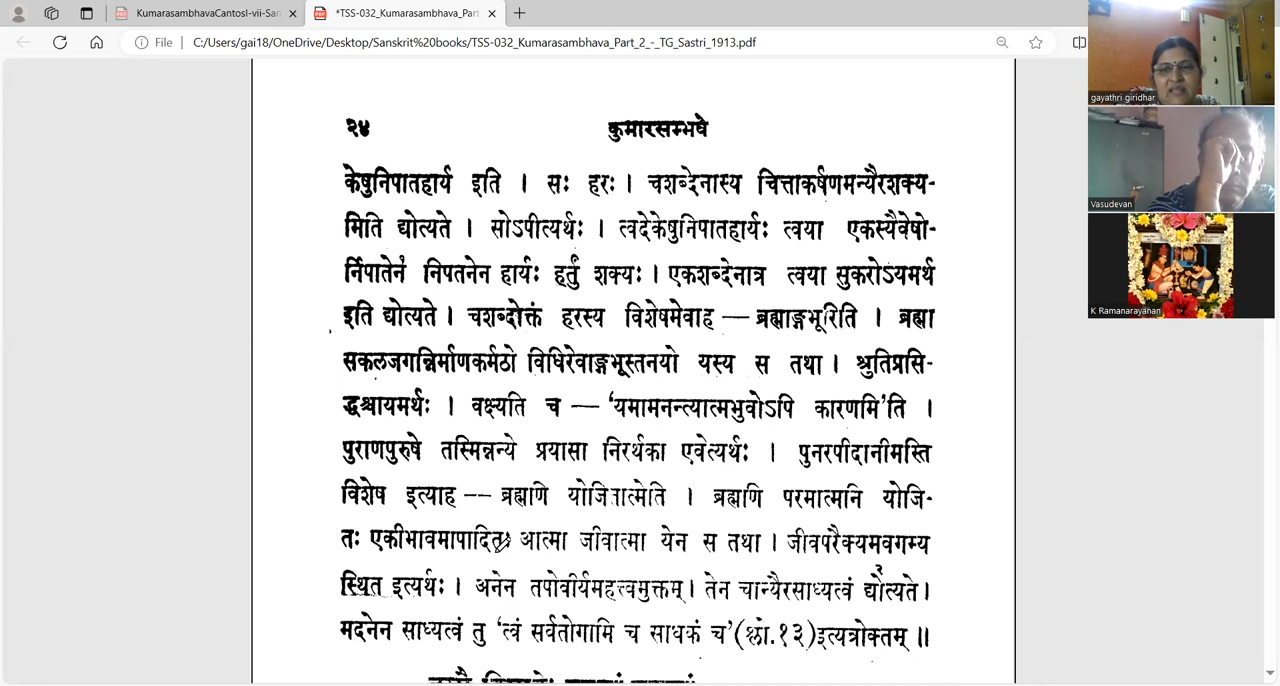 KumarasambhavaCantosI-vii-San
*TSS-032_Kumarasambhava_Part
File
C:/Users/gai18/OneDrive/Desktop/Sanskrit%20books/TSS-032_Kumarasambhava_Part_2_-_TG_Sastri_1913.pdf
gayathri giridhar
Vasudevan
K Ramanarayanan
२४ कुमारसम्भवे
केषुनिपातहार्य इति । सः हरः । चशब्देनास्य चित्ताकर्षणमन्यैरशक्य-
मिति द्योत्यते । सोऽपीत्यर्थः । त्वदेकेषुनिपातहार्यः त्वया एकस्यैवेषो-
र्निपातेन निपतनेन हार्यः हर्तुं शक्यः । एकशब्देनात्र त्वया सुकरोऽयमर्थ
इति द्योत्यते । चशब्दोक्तं हरस्य विशेषमेवाह — ब्रह्माङ्गभूरिति । ब्रह्मा
सकलजगन्निर्माणकर्मठो विधिरेवाङ्गभूस्तनयो यस्य स तथा । श्रुतिप्रसि-
द्धश्चायमर्थः । वक्ष्यति च — 'यमामनन्त्यात्मभुवोऽपि कारणमि'ति ।
पुराणपुरुषे तस्मिन्नन्ये प्रयासा निरर्थका एवेत्यर्थः । पुनरपीदानीमस्ति
विशेष इत्याह — ब्रह्मणि योजितात्मेति । ब्रह्मणि परमात्मनि योजि-
तः एकीभावमापादितः आत्मा जीवात्मा येन स तथा । जीवपरैक्यमवगम्य
स्थित इत्यर्थः । अनेन तपोवीर्यमहत्त्वमुक्तम् । तेन चान्यैरसाध्यत्वं द्योत्यते ।
मदनेन साध्यत्वं तु 'त्वं सर्वतोगामि च साधकं च' (श्लो.१३) इत्यत्रोक्तम् ॥